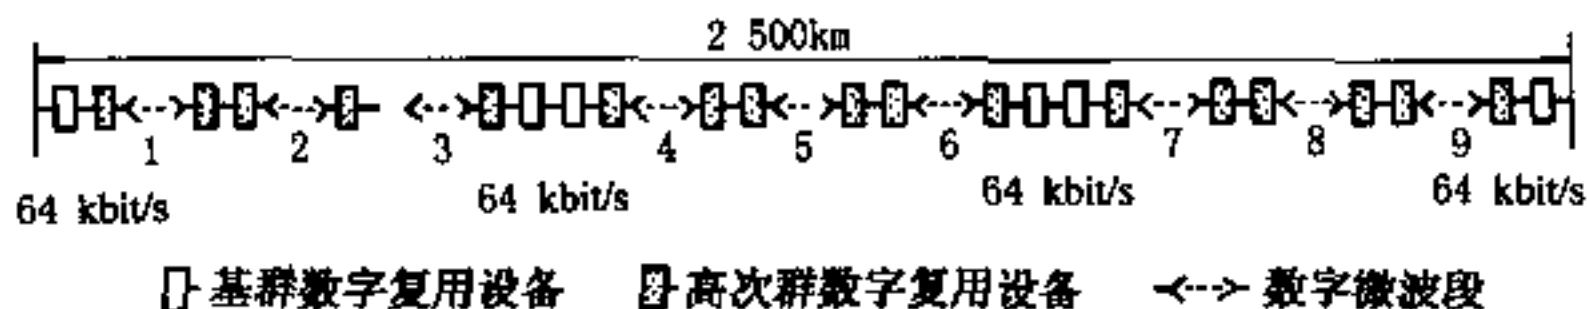 2 500km
1 2 3 4 5 6 7 8 9
64 kbit/s 64 kbit/s 64 kbit/s 64 kbit/s
基群数字复用设备 高次群数字复用设备 数字微波段